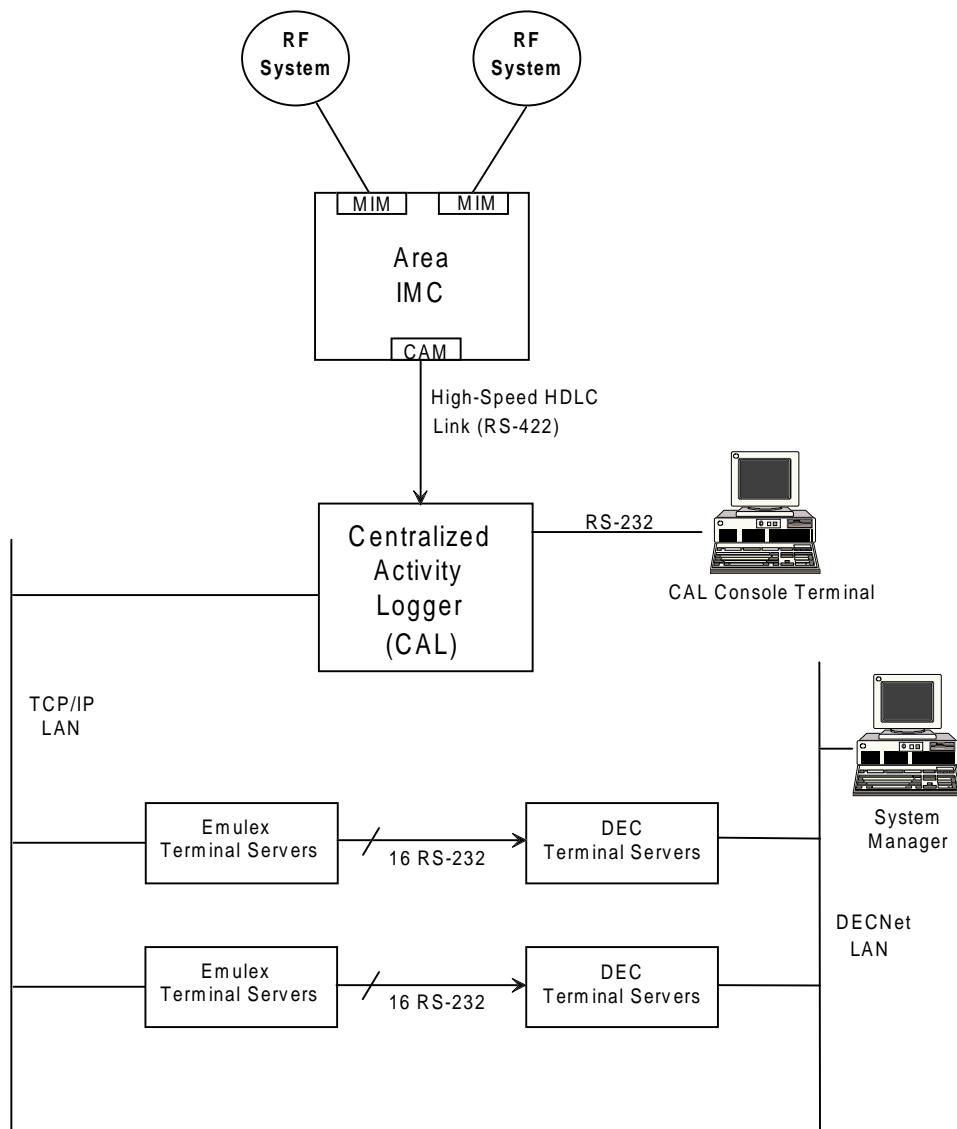 RF
System
RF
System
MIM
MIM
Area
IMC
CAM
High-Speed HDLC
Link (RS-422)
Centralized
Activity
Logger
(CAL)
RS-232
CAL Console Terminal
TCP/IP
LAN
System
Manager
Emulex
Terminal Servers
16 RS-232
DEC
Terminal Servers
DECNet
LAN
Emulex
Terminal Servers
16 RS-232
DEC
Terminal Servers